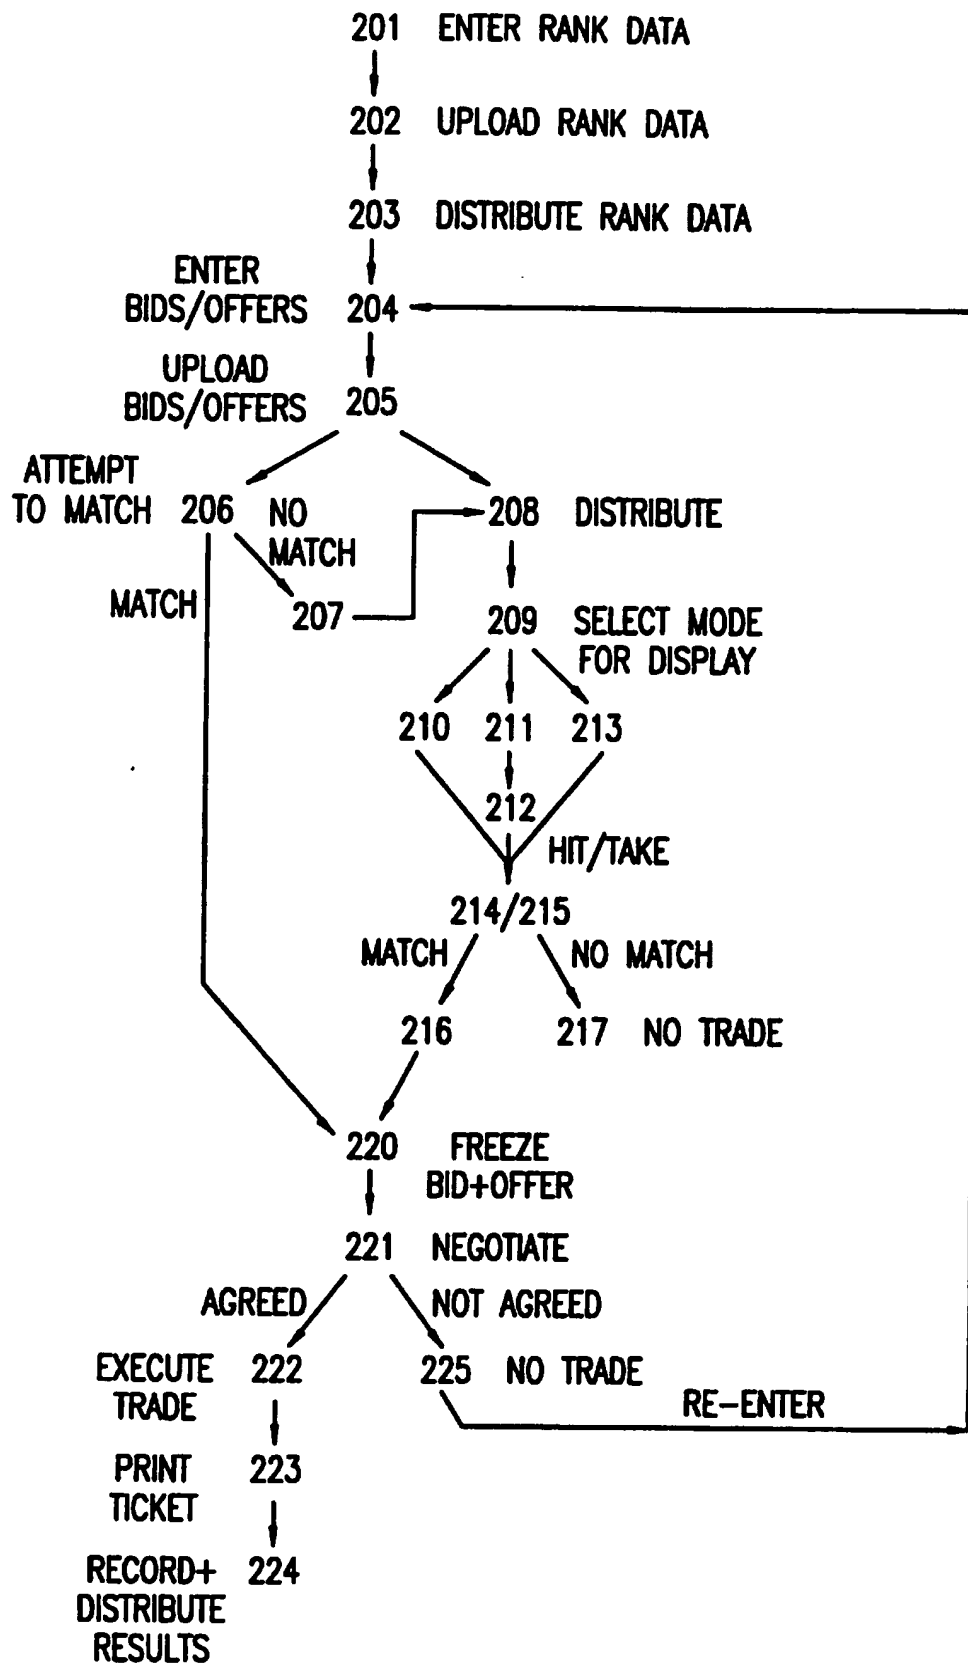 201 ENTER RANK DATA
202 UPLOAD RANK DATA
203 DISTRIBUTE RANK DATA
ENTER
BIDS/OFFERS 204
UPLOAD
BIDS/OFFERS 205
ATTEMPT
TO MATCH 206 NO
MATCH
208 DISTRIBUTE
MATCH
207
209 SELECT MODE
FOR DISPLAY
210 211 213
212
HIT/TAKE
214/215
MATCH NO MATCH
216 217 NO TRADE
220 FREEZE
BID+OFFER
221 NEGOTIATE
AGREED NOT AGREED
EXECUTE 222
TRADE
225 NO TRADE
RE-ENTER
PRINT 223
TICKET
RECORD+ 224
DISTRIBUTE
RESULTS